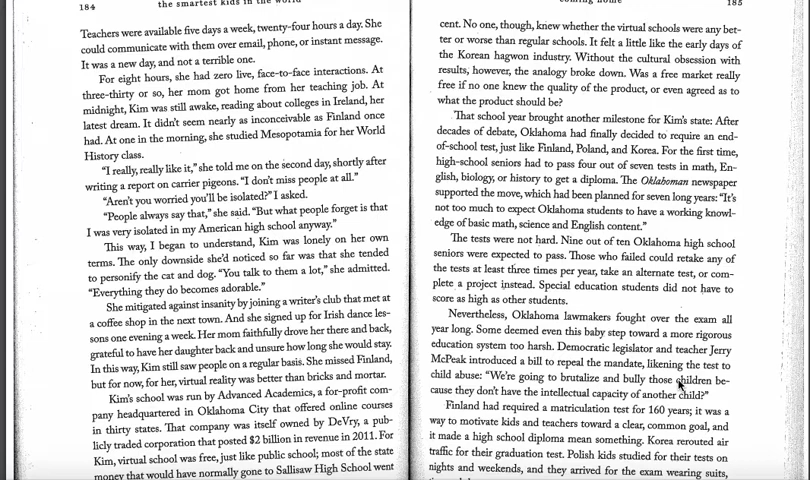 184
the smartest kids in the world
Teachers were available five days a week, twenty-four hours a day. She
could communicate with them over email, phone, or instant message.
It was a new day, and not a terrible one.
For eight hours, she had zero live, face-to-face interactions. At
three-thirty or so, her mom got home from her teaching job. At
midnight, Kim was still awake, reading about colleges in Ireland, her
latest dream. It didn't seem nearly as inconceivable as Finland once
had. At one in the morning, she studied Mesopotamia for her World
History class.
"I really, really like it," she told me on the second day, shortly after
writing a report on carrier pigeons. "I don't miss people at all."
"Aren't you worried you'll be isolated?" I asked.
"People always say that," she said. "But what people forget is that
I was very isolated in my American high school anyway."
This way, I began to understand, Kim was lonely on her own
terms. The only downside she'd noticed so far was that she tended
to personify the cat and dog. "You talk to them a lot," she admitted.
"Everything they do becomes adorable."
She mitigated against insanity by joining a writer's club that met at
a coffee shop in the next town. And she signed up for Irish dance les-
sons one evening a week. Her mom faithfully drove her there and back,
grateful to have her daughter back and unsure how long she would stay.
In this way, Kim still saw people on a regular basis. She missed Finland,
but for now, for her, virtual reality was better than bricks and mortar.
Kim's school was run by Advanced Academics, a for-profit com-
pany headquartered in Oklahoma City that offered online courses
in thirty states. That company was itself owned by DeVry, a pub-
licly traded corporation that posted $2 billion in revenue in 2011. For
Kim, virtual school was free, just like public school; most of the state
money that would have normally gone to Sallisaw High School went
coming home
185
cent. No one, though, knew whether the virtual schools were any bet-
ter or worse than regular schools. It felt a little like the early days of
the Korean hagwon industry. Without the cultural obsession with
results, however, the analogy broke down. Was a free market really
free if no one knew the quality of the product, or even agreed as to
what the product should be?
That school year brought another milestone for Kim's state: After
decades of debate, Oklahoma had finally decided to require an end-
of-school test, just like Finland, Poland, and Korea. For the first time,
high-school seniors had to pass four out of seven tests in math, En-
glish, biology, or history to get a diploma. The Oklahoman newspaper
supported the move, which had been planned for seven long years: "It's
not too much to expect Oklahoma students to have a working knowl-
edge of basic math, science and English content."
The tests were not hard. Nine out of ten Oklahoma high school
seniors were expected to pass. Those who failed could retake any of
the tests at least three times per year, take an alternate test, or com-
plete a project instead. Special education students did not have to
score as high as other students.
Nevertheless, Oklahoma lawmakers fought over the exam all
year long. Some deemed even this baby step toward a more rigorous
education system too harsh. Democratic legislator and teacher Jerry
McPeak introduced a bill to repeal the mandate, likening the test to
child abuse: "We're going to brutalize and bully those children be-
cause they don't have the intellectual capacity of another child?"
Finland had required a matriculation test for 160 years; it was a
way to motivate kids and teachers toward a clear, common goal, and
it made a high school diploma mean something. Korea rerouted air
traffic for their graduation test. Polish kids studied for their tests on
nights and weekends, and they arrived for the exam wearing suits,